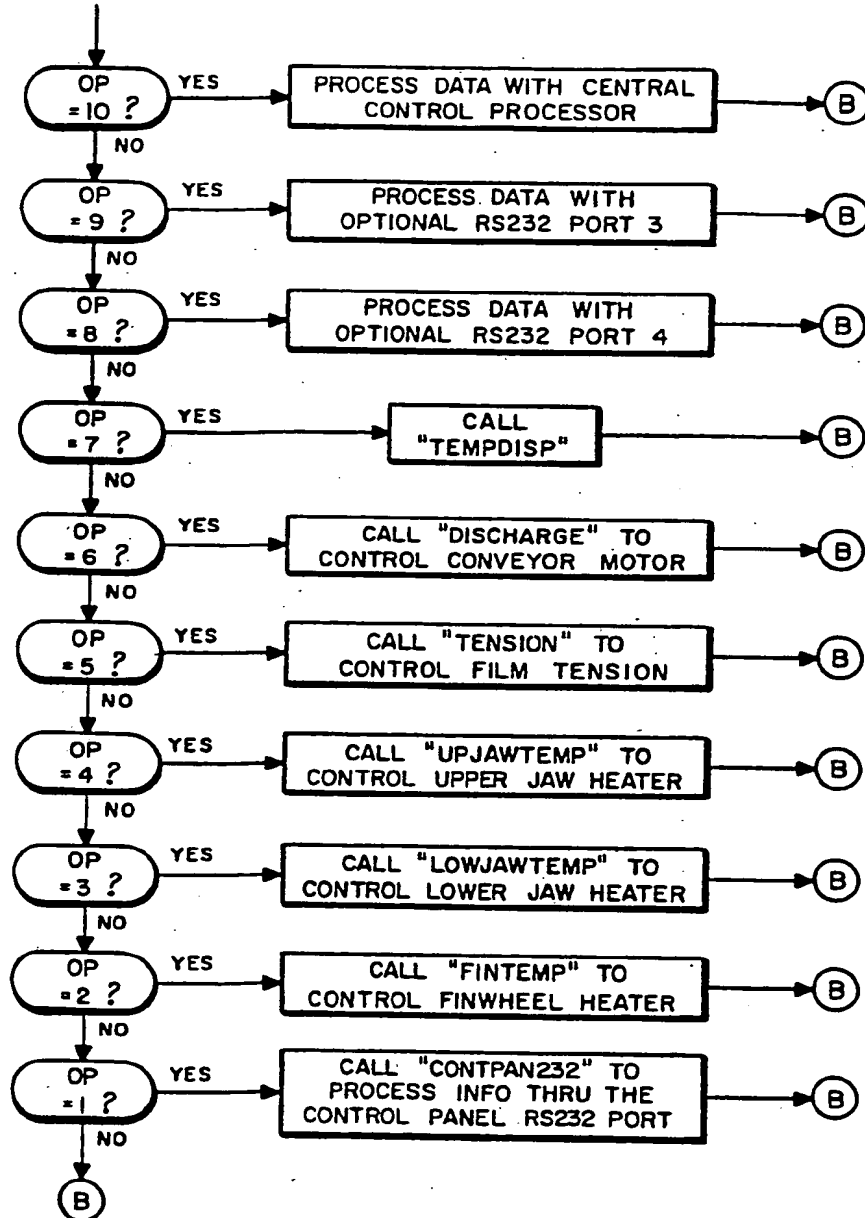 OP
=10 ?
YES
PROCESS DATA WITH CENTRAL
CONTROL PROCESSOR
B
NO
OP
=9 ?
YES
PROCESS DATA WITH
OPTIONAL RS232 PORT 3
B
NO
OP
=8 ?
YES
PROCESS DATA WITH
OPTIONAL RS232 PORT 4
B
NO
OP
=7 ?
YES
CALL
"TEMPDISP"
B
NO
OP
=6 ?
YES
CALL "DISCHARGE" TO
CONTROL CONVEYOR MOTOR
B
NO
OP
=5 ?
YES
CALL "TENSION" TO
CONTROL FILM TENSION
B
NO
OP
=4 ?
YES
CALL "UPJAWTEMP" TO
CONTROL UPPER JAW HEATER
B
NO
OP
=3 ?
YES
CALL "LOWJAWTEMP" TO
CONTROL LOWER JAW HEATER
B
NO
OP
=2 ?
YES
CALL "FINTEMP" TO
CONTROL FINWHEEL HEATER
B
NO
OP
=1 ?
YES
CALL "CONTPAN232" TO
PROCESS INFO THRU THE
CONTROL PANEL RS232 PORT
B
NO
B